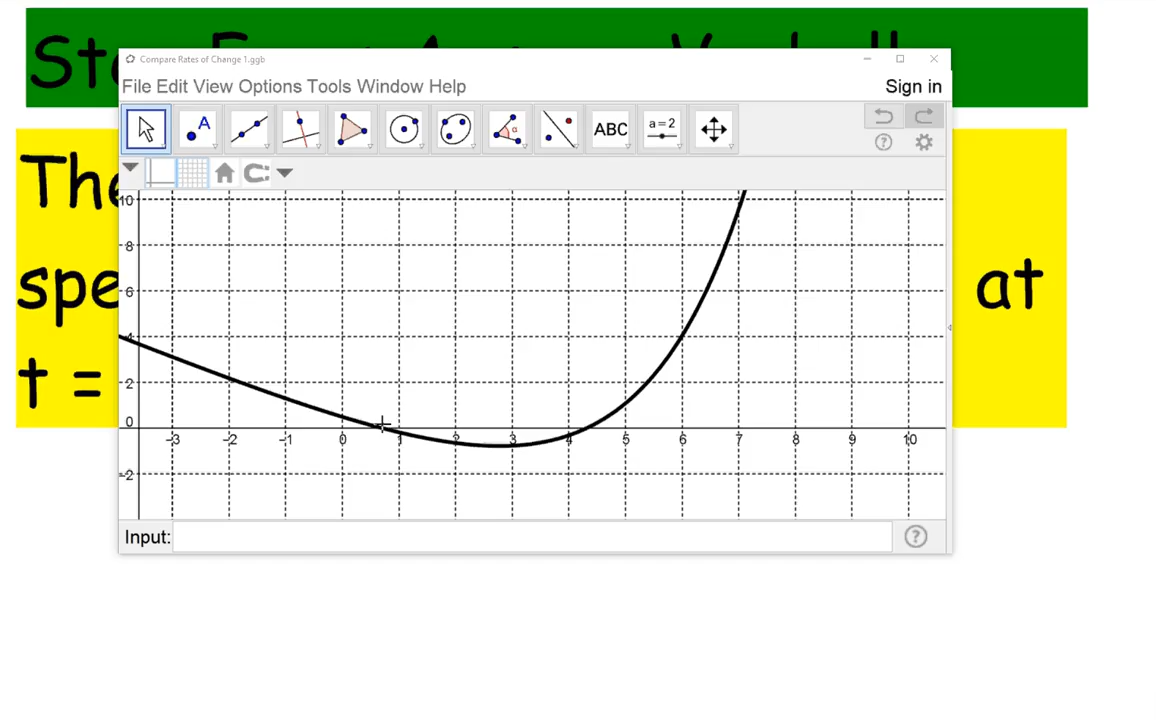 Compare Rates of Change 1.ggb
File Edit View Options Tools Window Help
Sign in
A
α
ABC
a=2
10
8
6
4
2
0
-2
-3 -2 -1 0 1 2 3 4 5 6 7 8 9 10
Input:
The
spe at
t =